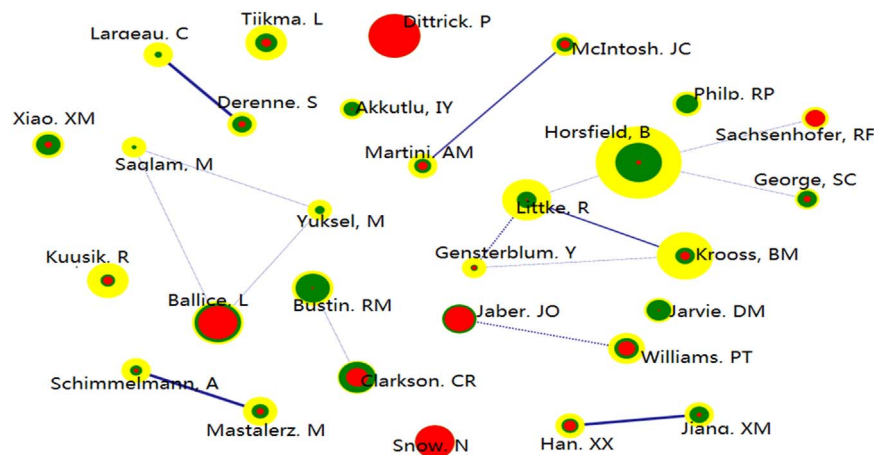 Largeau. C
Tiikma. L
Dittrick. P
McIntosh. JC
Derenne. S
Akkutlu, IY
Philp. RP
Xiao. XM
Horsfield, B
Sachsenhofer, RF
Saglam, M
Martini. AM
George, SC
Littke. R
Yuksel, M
Gensterblum. Y
Krooss, BM
Kuusik. R
Ballice. L
Bustin. RM
Jaber. JO
Jarvie. DM
Williams. PT
Schimmelmann, A
Clarkson. CR
Mastalerz. M
Snow. N
Han. XX
Jiang. XM